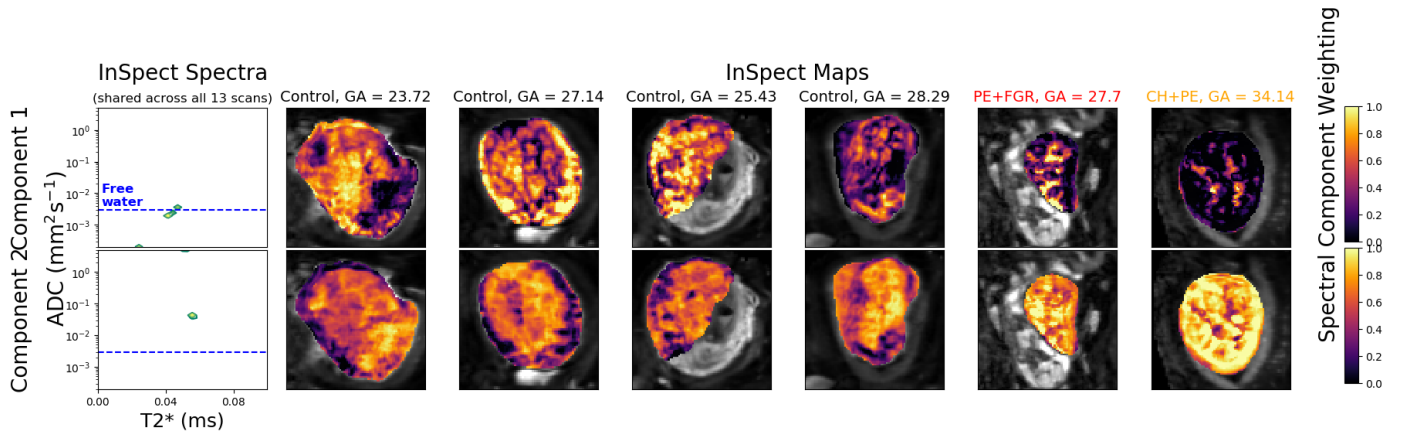 InSpect Spectra
(shared across all 13 scans)
InSpect Maps
Control, GA = 23.72
Control, GA = 27.14
Control, GA = 25.43
Control, GA = 28.29
PE+FGR, GA = 27.7
CH+PE, GA = 34.14
Component 1
Component 2
ADC (mm² s⁻¹)
10⁰
10⁻¹
10⁻²
10⁻³
Free
water
10⁰
10⁻¹
10⁻²
10⁻³
0.00
0.04
0.08
T2* (ms)
Spectral Component Weighting
1.0
0.8
0.6
0.4
0.2
0.0
1.0
0.8
0.6
0.4
0.2
0.0